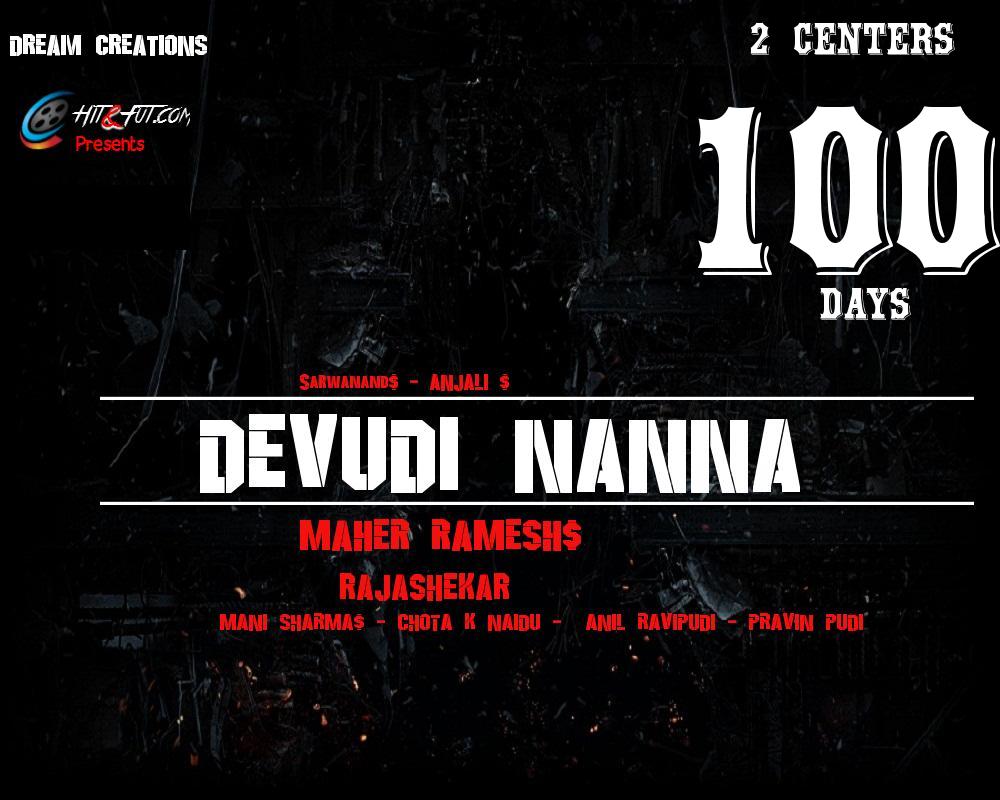 DREAM CREATIONS
2 CENTERS
HIT&FUT.COM
Presents
100
DAYS
SARWANAND$ - ANJALI $
DEVUDI NANNA
MAHER RAMESH$
RAJASHEKAR
MANI SHARMA$ - CHOTA K NAIDU - ANIL RAVIPUDI - PRAVIN PUDI